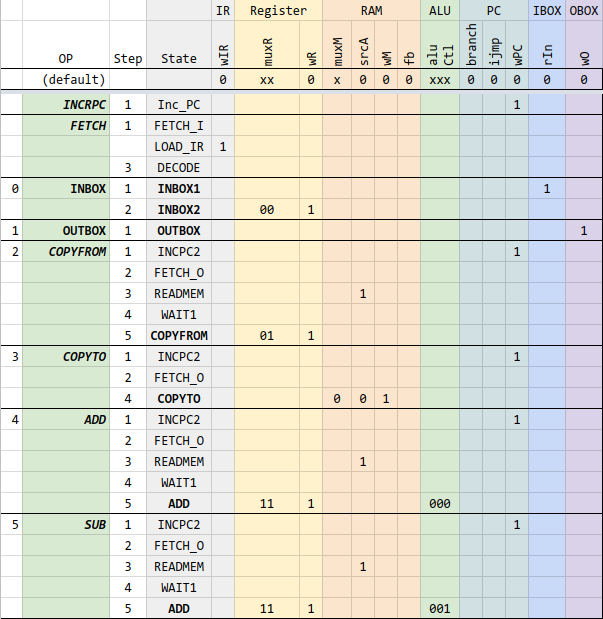 IR Register RAM ALU PC IBOX OBOX
OP Step State wIR muxR wR muxM srcA wM fb alu Ctl branch ijmp wPC rIn wO
(default) 0 xx 0 x 0 0 0 xxx 0 0 0 0 0
INCRPC 1 Inc_PC 1
FETCH 1 FETCH_I
LOAD_IR 1
3 DECODE
0 INBOX 1 INBOX1 1
2 INBOX2 00 1
1 OUTBOX 1 OUTBOX 1
2 COPYFROM 1 INCPC2 1
2 FETCH_O
3 READMEM 1
4 WAIT1
5 COPYFROM 01 1
3 COPYTO 1 INCPC2 1
2 FETCH_O
4 COPYTO 0 0 1
4 ADD 1 INCPC2 1
2 FETCH_O
3 READMEM 1
4 WAIT1
5 ADD 11 1 000
5 SUB 1 INCPC2 1
2 FETCH_O
3 READMEM 1
4 WAIT1
5 ADD 11 1 001